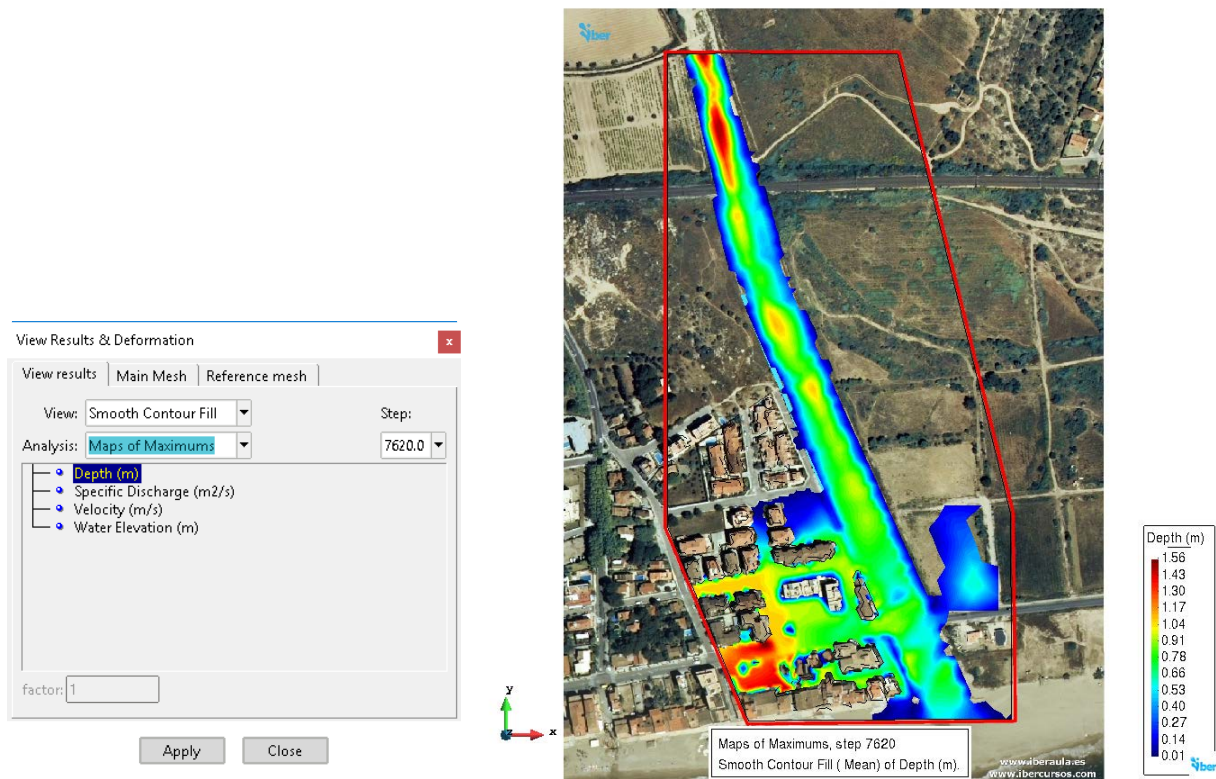 View Results & Deformation
x
View results
Main Mesh
Reference mesh
View: Smooth Contour Fill
Step:
Analysis: Maps of Maximums
7620.0
Depth (m)
Specific Discharge (m2/s)
Velocity (m/s)
Water Elevation (m)
factor: 1
Apply
Close
iber
y
z
x
Maps of Maximums, step 7620
Smooth Contour Fill ( Mean) of Depth (m).
www.iberaula.es
www.ibercursos.com
Depth (m)
1.56
1.43
1.30
1.17
1.04
0.91
0.78
0.66
0.53
0.40
0.27
0.14
0.01
iber